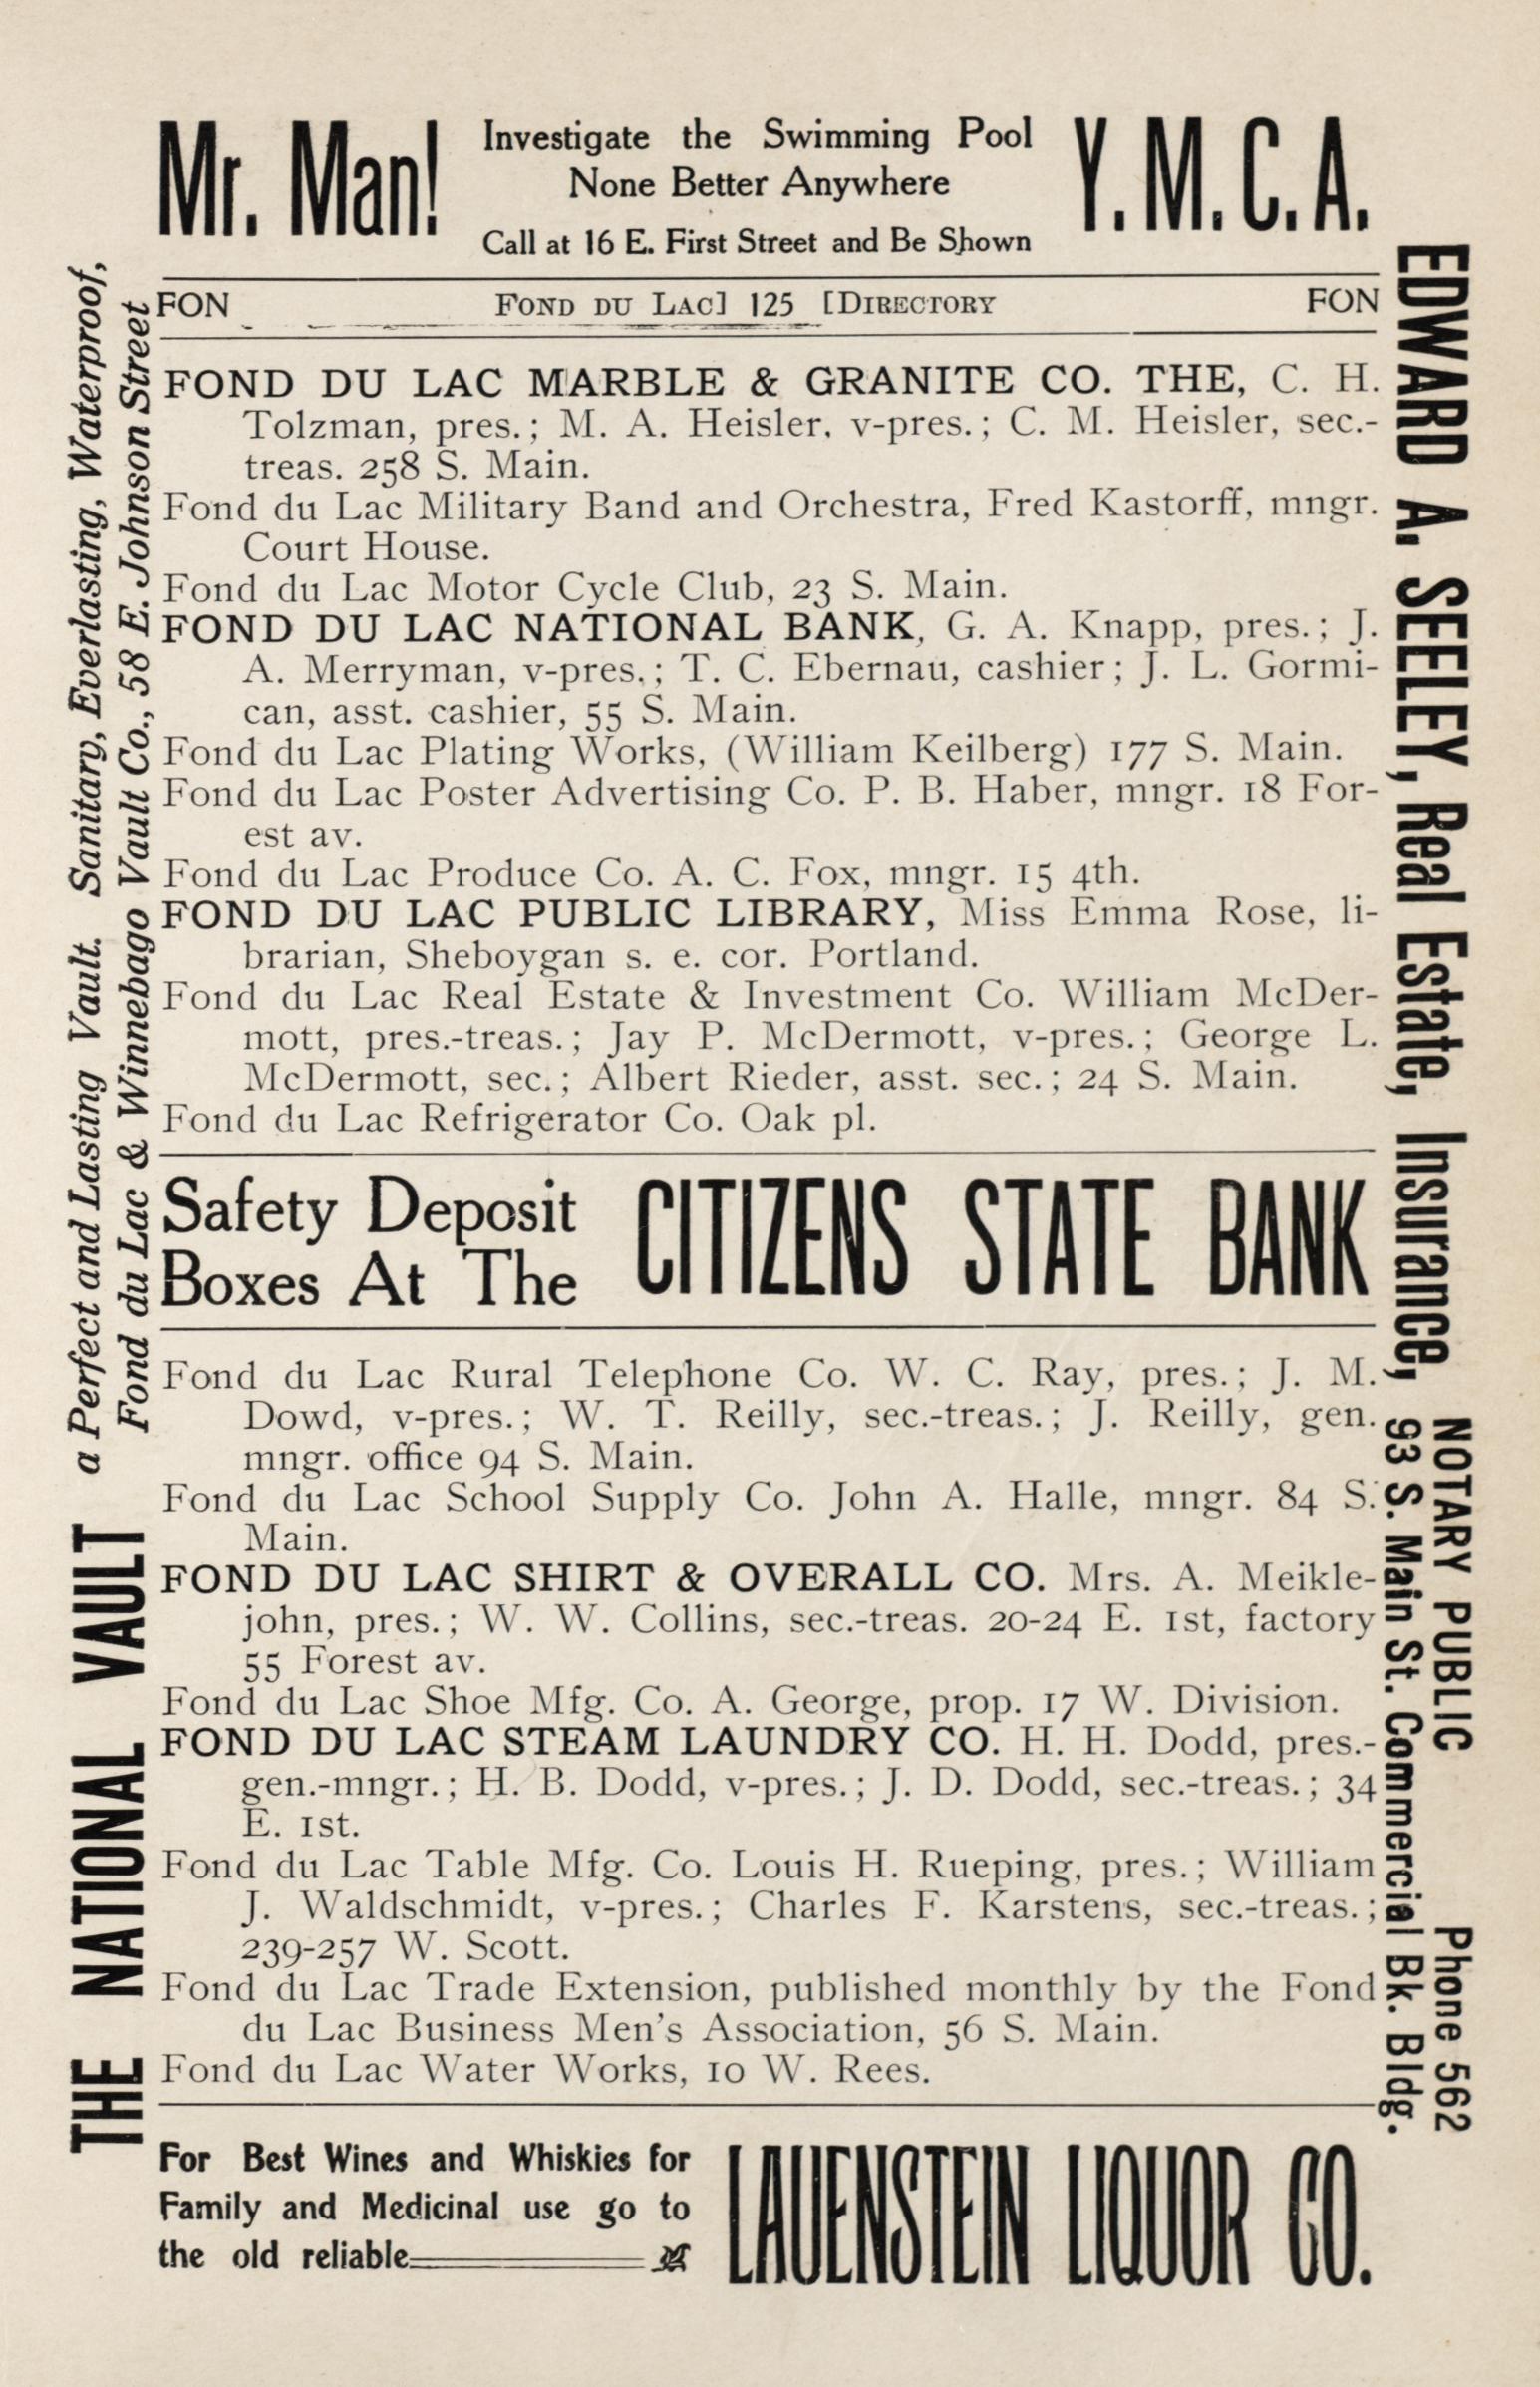 Mr. Man!
Investigate the Swimming Pool
None Better Anywhere
Call at 16 E. First Street and Be Shown
Y. M. C. A.
FON FOND DU LAC] 125 [DIRECTORY FON
FOND DU LAC MARBLE & GRANITE CO. THE, C. H.
Tolzman, pres.; M. A. Heisler, v-pres.; C. M. Heisler, sec.-
treas. 258 S. Main.
Fond du Lac Military Band and Orchestra, Fred Kastorff, mngr.
Court House.
Fond du Lac Motor Cycle Club, 23 S. Main.
FOND DU LAC NATIONAL BANK, G. A. Knapp, pres.; J.
A. Merryman, v-pres.; T. C. Ebernau, cashier; J. L. Gormi-
can, asst. cashier, 55 S. Main.
Fond du Lac Plating Works, (William Keilberg) 177 S. Main.
Fond du Lac Poster Advertising Co. P. B. Haber, mngr. 18 For-
est av.
Fond du Lac Produce Co. A. C. Fox, mngr. 15 4th.
FOND DU LAC PUBLIC LIBRARY, Miss Emma Rose, li-
brarian, Sheboygan s. e. cor. Portland.
Fond du Lac Real Estate & Investment Co. William McDer-
mott, pres.-treas.; Jay P. McDermott, v-pres.; George L.
McDermott, sec.; Albert Rieder, asst. sec.; 24 S. Main.
Fond du Lac Refrigerator Co. Oak pl.
Safety Deposit
Boxes At The
CITIZENS STATE BANK
Fond du Lac Rural Telephone Co. W. C. Ray, pres.; J. M.
Dowd, v-pres.; W. T. Reilly, sec.-treas.; J. Reilly, gen.
mngr. office 94 S. Main.
Fond du Lac School Supply Co. John A. Halle, mngr. 84 S.
Main.
FOND DU LAC SHIRT & OVERALL CO. Mrs. A. Meikle-
john, pres.; W. W. Collins, sec.-treas. 20-24 E. 1st, factory
55 Forest av.
Fond du Lac Shoe Mfg. Co. A. George, prop. 17 W. Division.
FOND DU LAC STEAM LAUNDRY CO. H. H. Dodd, pres.-
gen.-mngr.; H. B. Dodd, v-pres.; J. D. Dodd, sec.-treas.; 34
E. 1st.
Fond du Lac Table Mfg. Co. Louis H. Rueping, pres.; William
J. Waldschmidt, v-pres.; Charles F. Karstens, sec.-treas.;
239-257 W. Scott.
Fond du Lac Trade Extension, published monthly by the Fond
du Lac Business Men's Association, 56 S. Main.
Fond du Lac Water Works, 10 W. Rees.
For Best Wines and Whiskies for
Family and Medicinal use go to
the old reliable
LAUENSTEIN LIQUOR CO.
THE NATIONAL VAULT
a Perfect and Lasting Vault. Sanitary, Everlasting, Waterproof,
Fond du Lac & Winnebago Vault Co., 58 E. Johnson Street
EDWARD A. SEELEY, Real Estate, Insurance,
NOTARY PUBLIC Phone 562
93 S. Main St. Commercial Bk. Bldg.